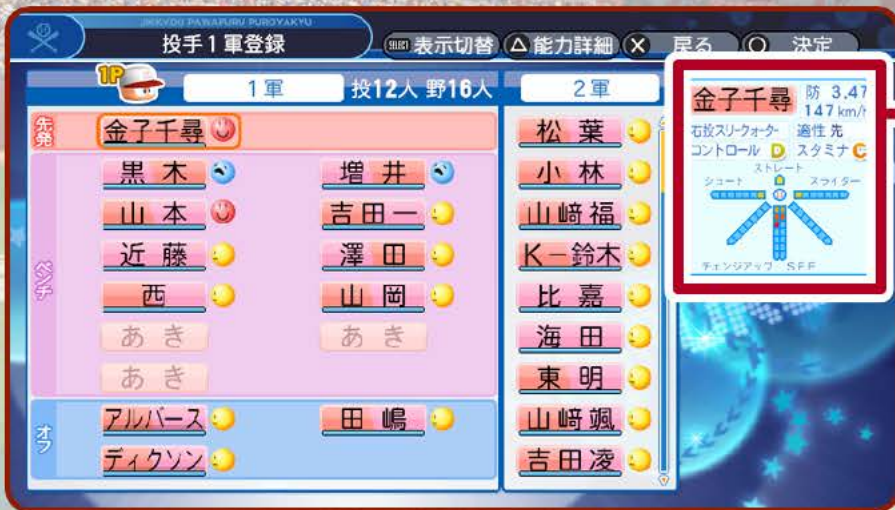 JIKKYOU PAWAFURU PUROYAKYU
投手1軍登録
SELECT 表示切替 △ 能力詳細 × 戻る ○ 決定
1P 1軍 投12人 野16人 2軍
先発
金子千尋
ベンチ
黒木 増井
山本 吉田一
近藤 澤田
西 山岡
あき あき
あき
オフ
アルバース 田嶋
ディクソン
松葉
小林
山﨑福
K-鈴木
比嘉
海田
東明
山﨑颯
吉田凌
金子千尋 防 3.47
147 km/h
右投スリークォーター 適性 先
コントロール D スタミナ C
ストレート
シュート スライダー
チェンジアップ SFF